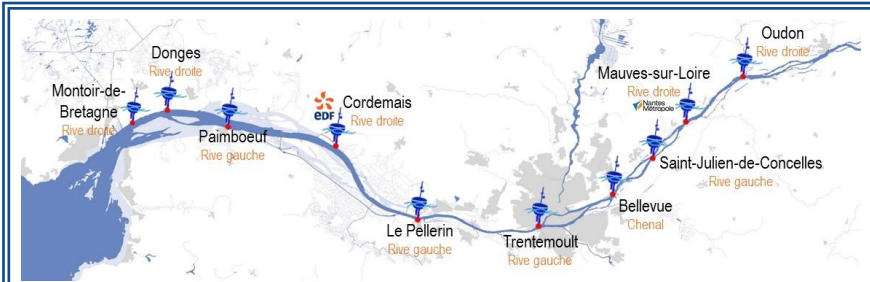 Oudon
Rive droite
Donges
Rive droite
Mauves-sur-Loire
Rive droite
Nantes
Métropole
Montoir-de-
Bretagne
Rive droite
eDF
Cordemais
Rive droite
Paimboeuf
Rive gauche
Saint-Julien-de-Concelles
Rive gauche
Bellevue
Chenal
Le Pellerin
Rive gauche
Trentemoult
Rive gauche